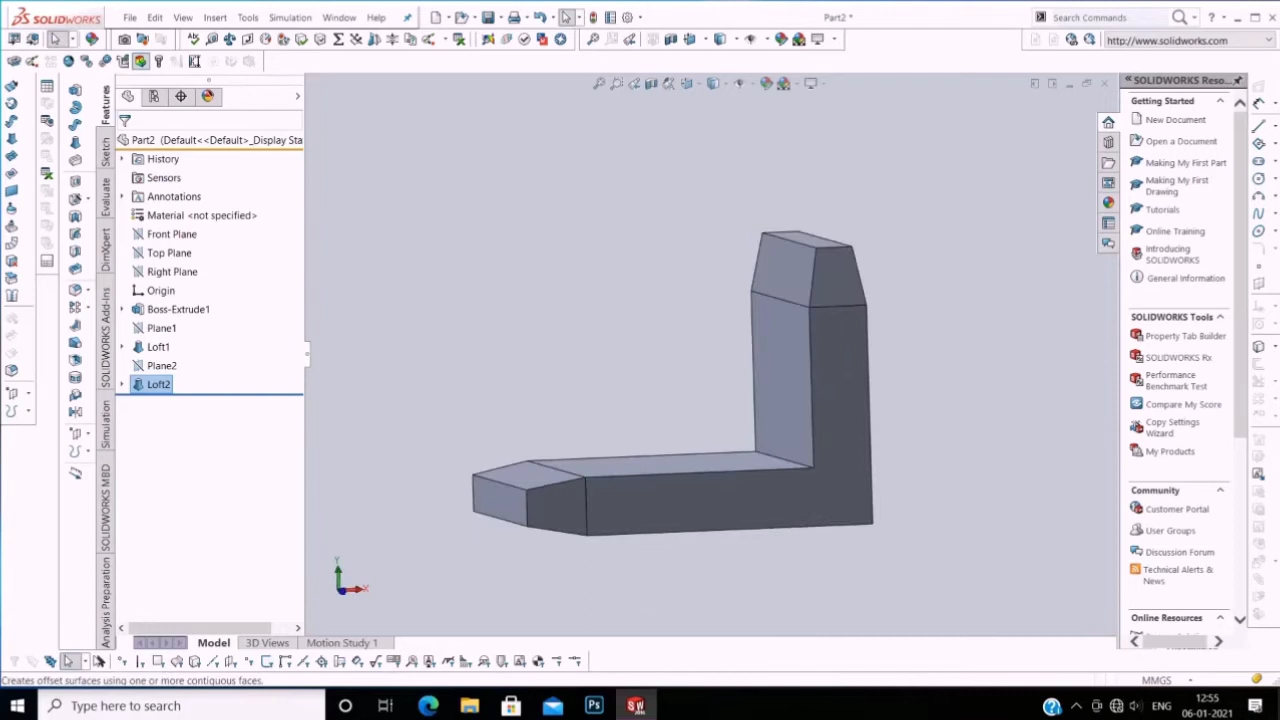 SOLIDWORKS
File Edit View Insert Tools Simulation Window Help
Part2 *
Search Commands
http://www.solidworks.com
Features
Sketch
Evaluate
DimXpert
SOLIDWORKS Add-Ins
Simulation
SOLIDWORKS MBD
Analysis Preparation
Part2 (Default<<Default>_Display Sta
History
Sensors
Annotations
Material <not specified>
Front Plane
Top Plane
Right Plane
Origin
Boss-Extrude1
Plane1
Loft1
Plane2
Loft2
Y
X
SOLIDWORKS Reso...
Getting Started
New Document
Open a Document
Making My First Part
Making My First
Drawing
Tutorials
Online Training
Introducing
SOLIDWORKS
General Information
SOLIDWORKS Tools
Property Tab Builder
SOLIDWORKS Rx
Performance
Benchmark Test
Compare My Score
Copy Settings
Wizard
My Products
Community
Customer Portal
User Groups
Discussion Forum
Technical Alerts &
News
Online Resources
Model 3D Views Motion Study 1
Creates offset surfaces using one or more contiguous faces.
MMGS
Type here to search
Ps
SW
ENG
12:55
06-01-2021